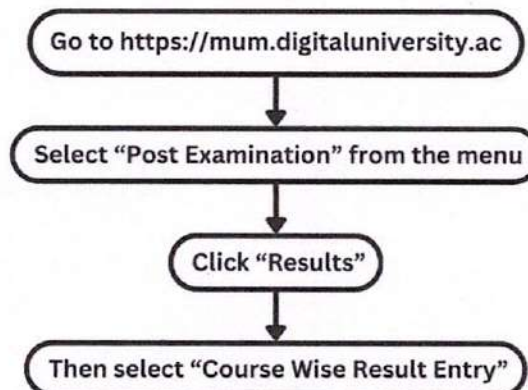 Go to https://mum.digitaluniversity.ac
Select “Post Examination” from the menu
Click “Results”
Then select “Course Wise Result Entry”